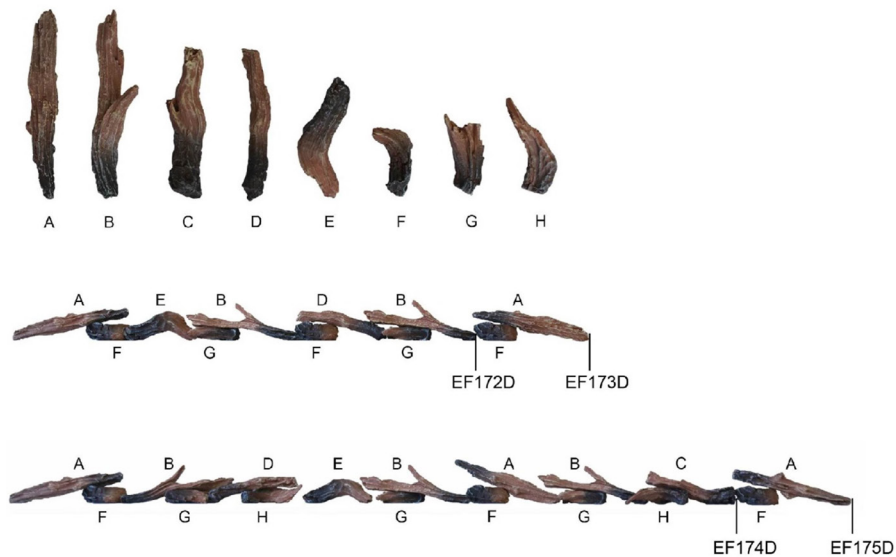 A B C D E F G H
A E B D B A
F G F G F
EF172D EF173D
A B D E B A B C A
F G H G F G H F
EF174D EF175D